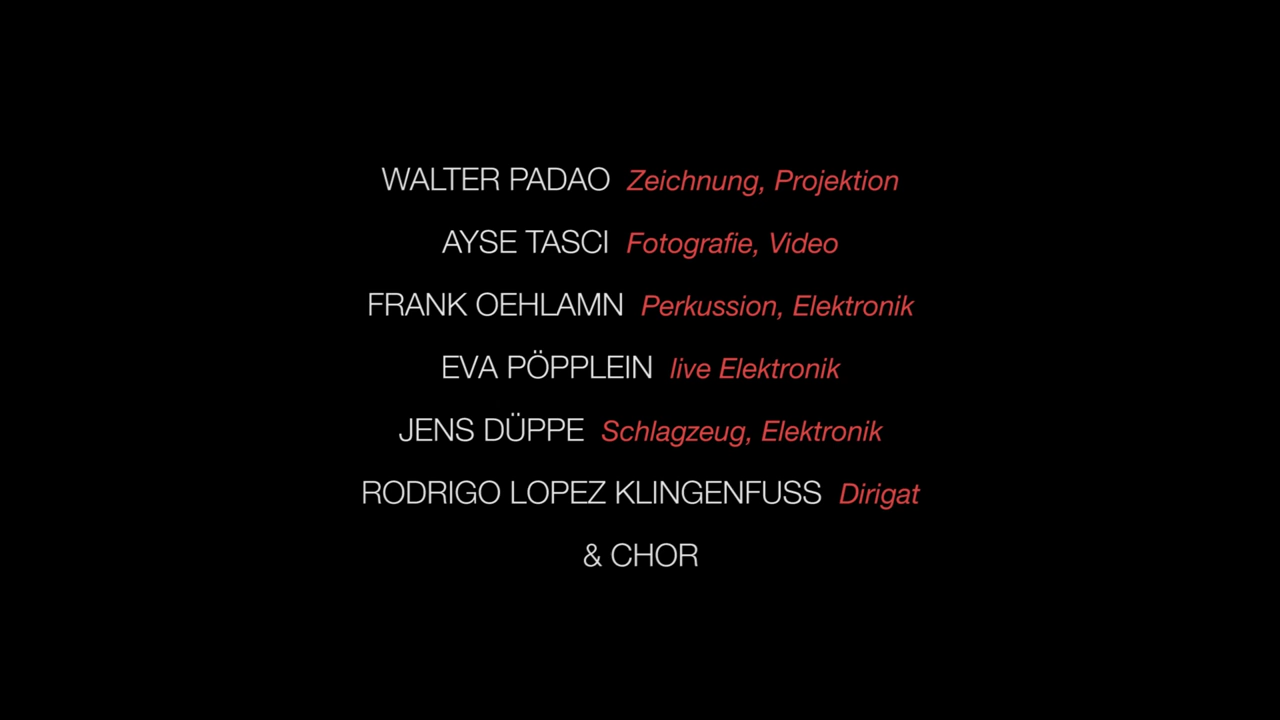 WALTER PADAO Zeichnung, Projektion
AYSE TASCI Fotografie, Video
FRANK OEHLAMN Perkussion, Elektronik
EVA PÖPPLEIN live Elektronik
JENS DÜPPE Schlagzeug, Elektronik
RODRIGO LOPEZ KLINGENFUSS Dirigat
& CHOR